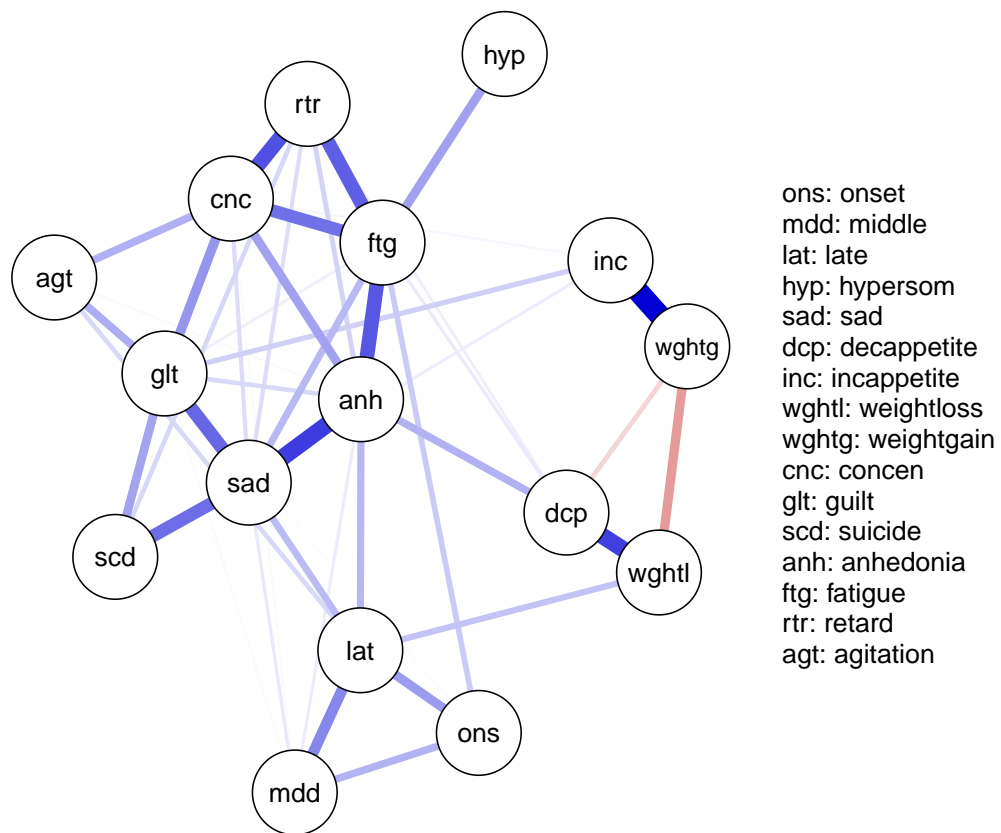 hyp
rtr
cnc
ftg
agt
inc
wghtg
glt
anh
sad
dcp
scd
wghtl
lat
ons
mdd
ons: onset
mdd: middle
lat: late
hyp: hypersom
sad: sad
dcp: decappetite
inc: incappetite
wghtl: weightloss
wghtg: weightgain
cnc: concen
glt: guilt
scd: suicide
anh: anhedonia
ftg: fatigue
rtr: retard
agt: agitation